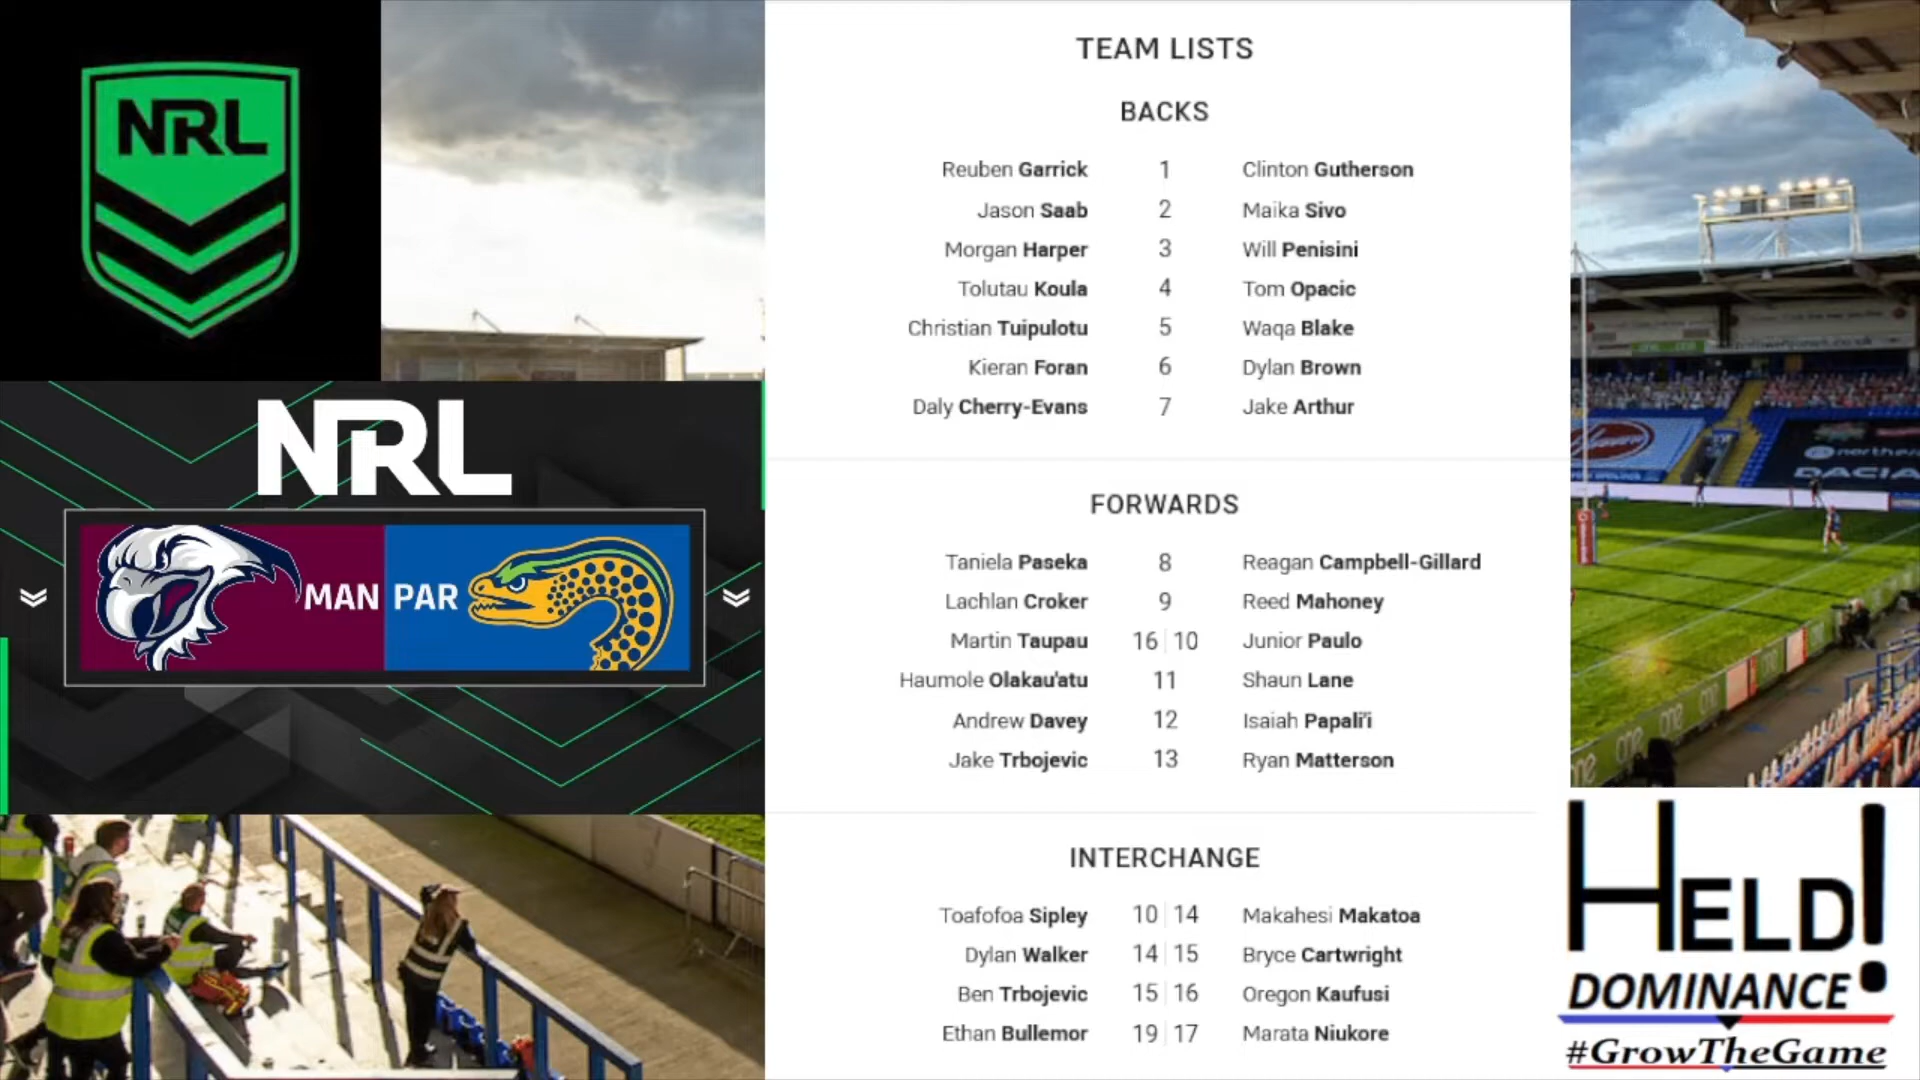 NRL
NRL
MAN PAR
TEAM LISTS
BACKS
Reuben Garrick 1 Clinton Gutherson
Jason Saab 2 Maika Sivo
Morgan Harper 3 Will Penisini
Tolutau Koula 4 Tom Opacic
Christian Tuipulotu 5 Waqa Blake
Kieran Foran 6 Dylan Brown
Daly Cherry-Evans 7 Jake Arthur
FORWARDS
Taniela Paseka 8 Reagan Campbell-Gillard
Lachlan Croker 9 Reed Mahoney
Martin Taupau 16 10 Junior Paulo
Haumole Olakau'atu 11 Shaun Lane
Andrew Davey 12 Isaiah Papali'i
Jake Trbojevic 13 Ryan Matterson
INTERCHANGE
Toafofoa Sipley 10 14 Makahesi Makatoa
Dylan Walker 14 15 Bryce Cartwright
Ben Trbojevic 15 16 Oregon Kaufusi
Ethan Bullemor 19 17 Marata Niukore
northern
DACIA
one
HELD!
DOMINANCE
#GrowTheGame